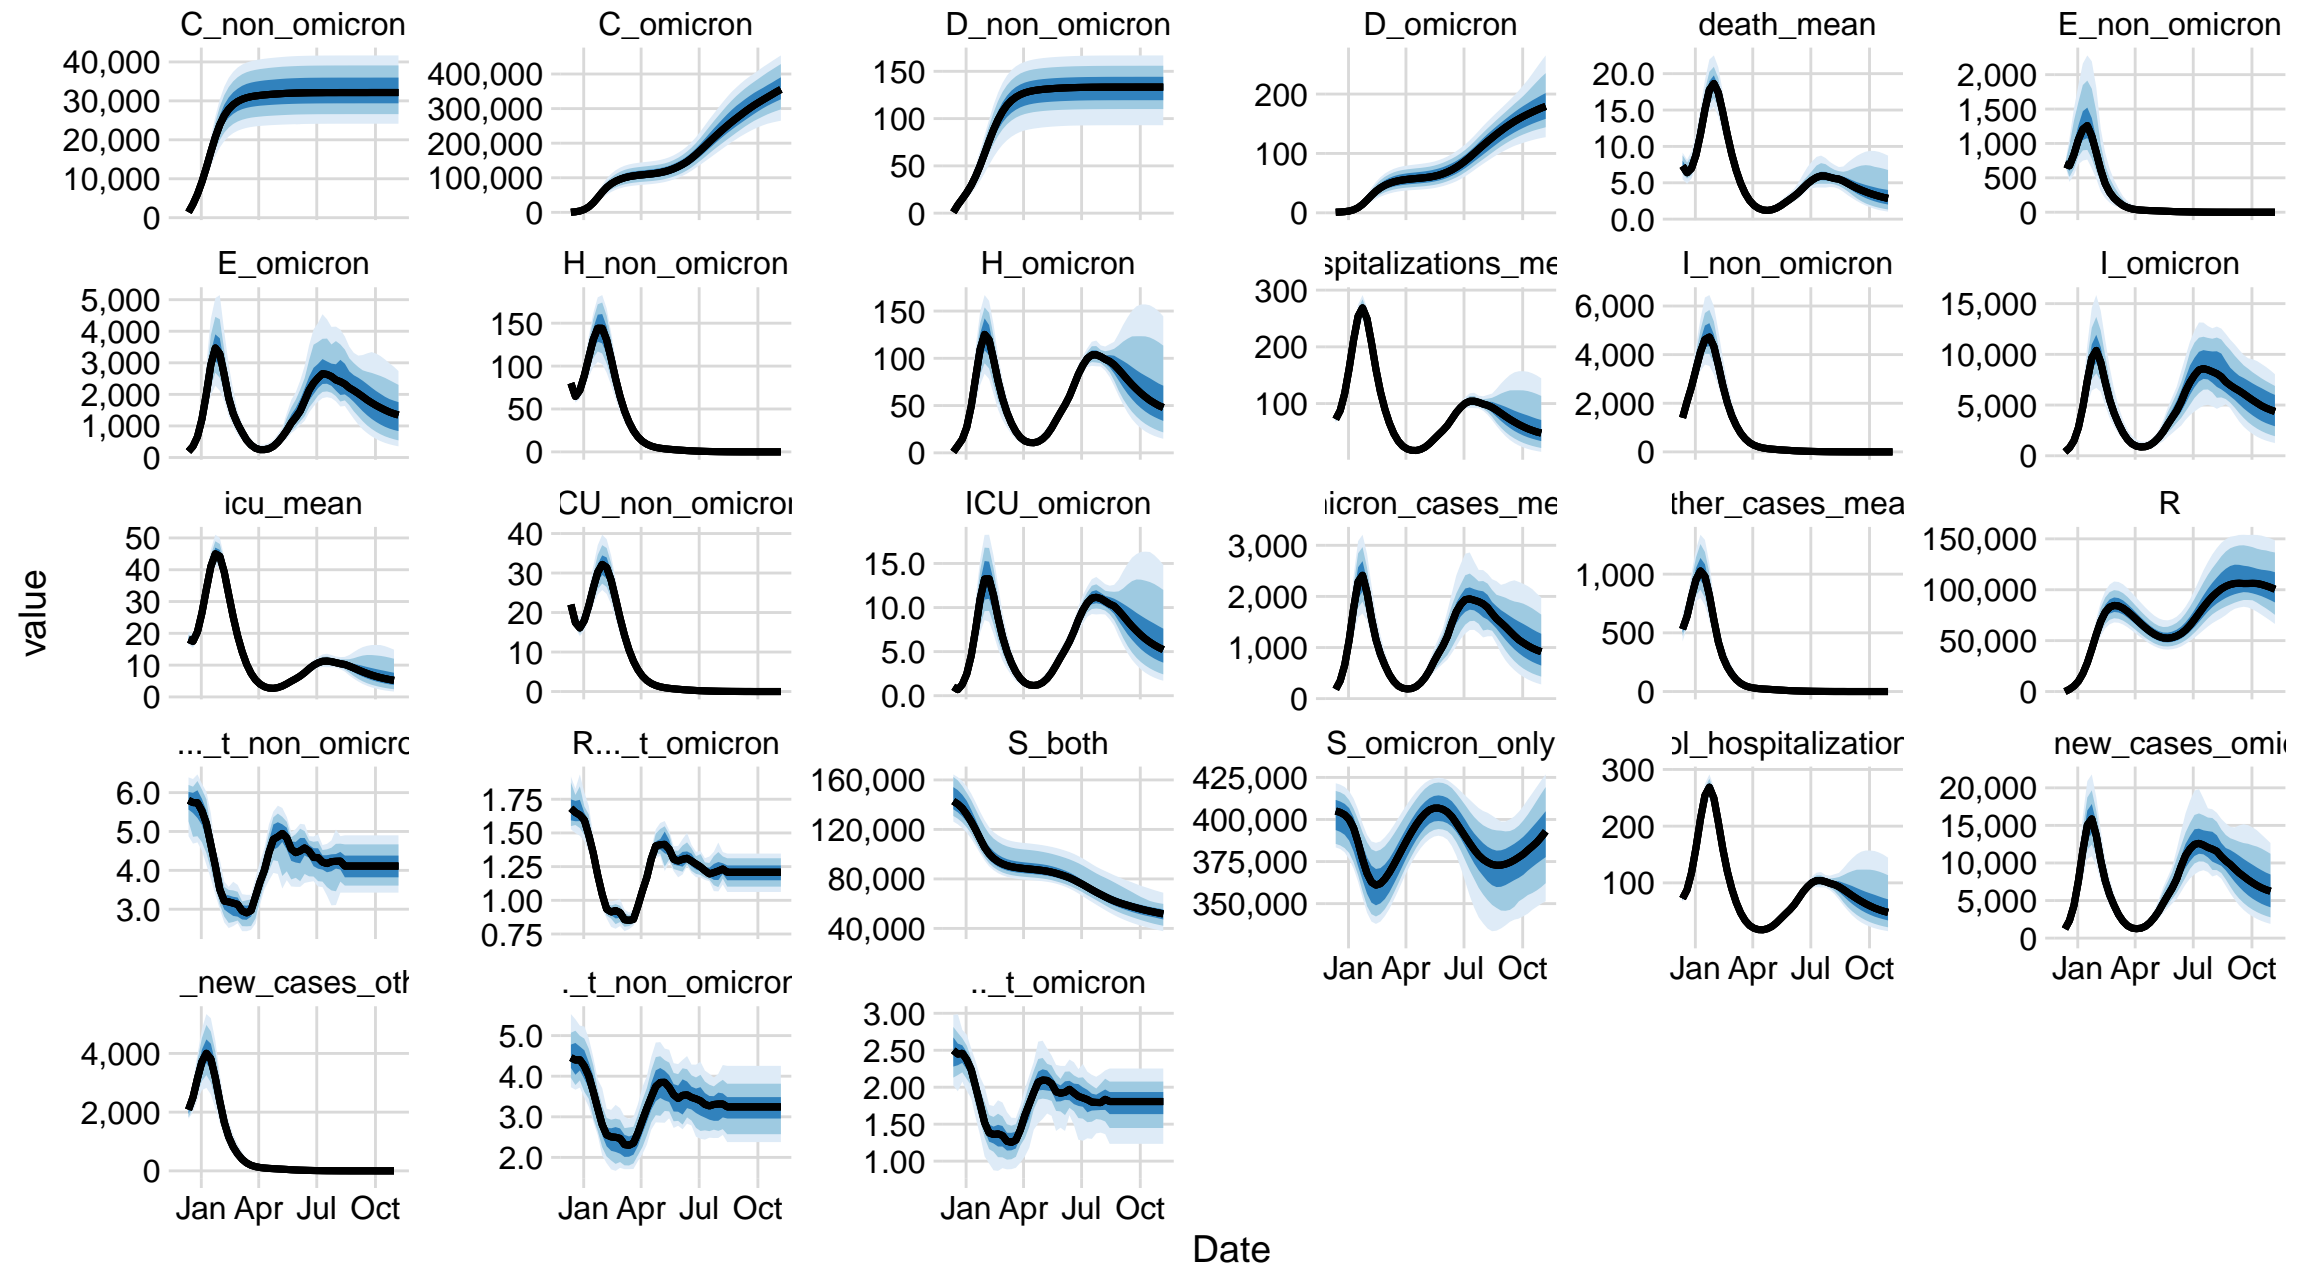 C_non_omicron C_omicron D_non_omicron D_omicron death_mean E_non_omicron
40,000 30,000 20,000 10,000 0
400,000 300,000 200,000 100,000 0
150 100 50 0
200 100 0
20.0 15.0 10.0 5.0 0.0
2,000 1,500 1,000 500 0
E_omicron H_non_omicron H_omicron spitalizations_me I_non_omicron I_omicron
5,000 4,000 3,000 2,000 1,000 0
150 100 50 0
150 100 50 0
300 200 100
6,000 4,000 2,000 0
15,000 10,000 5,000 0
icu_mean CU_non_omicron ICU_omicron icron_cases_me ther_cases_mea R
50 40 30 20 10 0
40 30 20 10 0
15.0 10.0 5.0 0.0
3,000 2,000 1,000 0
1,000 500 0
150,000 100,000 50,000 0
value
..._t_non_omicro R..._t_omicron S_both S_omicron_only ol_hospitalization new_cases_omi
6.0 5.0 4.0 3.0
1.75 1.50 1.25 1.00 0.75
160,000 120,000 80,000 40,000
425,000 400,000 375,000 350,000
300 200 100
20,000 15,000 10,000 5,000 0
Jan Apr Jul Oct Jan Apr Jul Oct Jan Apr Jul Oct
_new_cases_oth ._t_non_omicron .._t_omicron
4,000 2,000 0
5.0 4.0 3.0 2.0
3.00 2.50 2.00 1.50 1.00
Jan Apr Jul Oct Jan Apr Jul Oct Jan Apr Jul Oct
Date